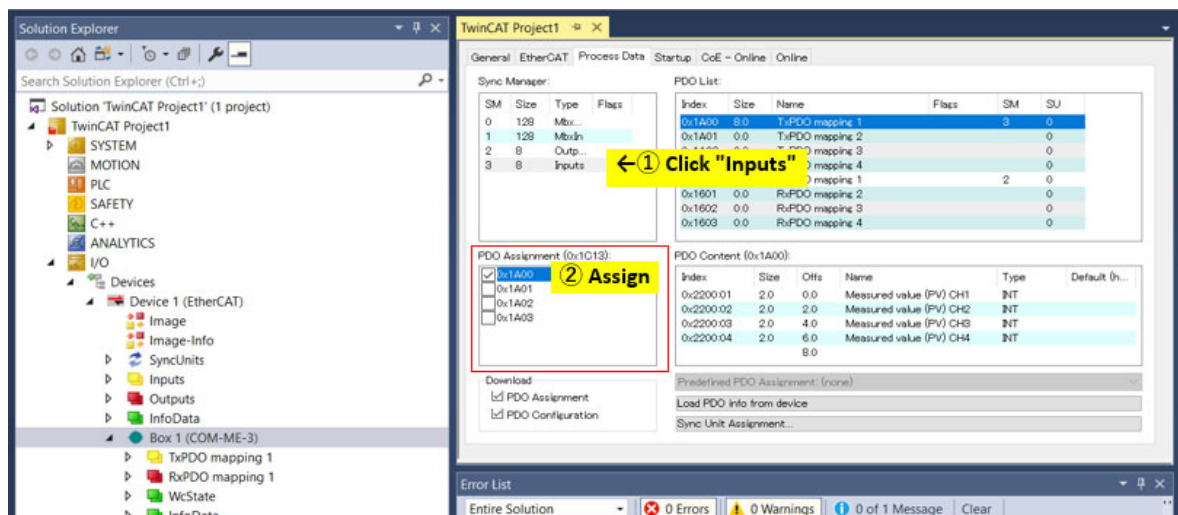 Solution Explorer
Search Solution Explorer (Ctrl+;)
Solution 'TwinCAT Project1' (1 project)
TwinCAT Project1
SYSTEM
MOTION
PLC
SAFETY
C++
ANALYTICS
I/O
Devices
Device 1 (EtherCAT)
Image
Image-Info
SyncUnits
Inputs
Outputs
InfoData
Box 1 (COM-ME-3)
TxPDO mapping 1
RxPDO mapping 1
WcState
InfoData
TwinCAT Project1
General EtherCAT Process Data Startup CoE - Online Online
Sync Manager:
SM Size Type Flags
0 128 Mbx...
1 128 MbxIn
2 8 Outp...
3 8 Inputs
←① Click "Inputs"
PDO List:
Index Size Name Flags SM SU
0x1A00 8.0 TxPDO mapping 1 3 0
0x1A01 0.0 TxPDO mapping 2 0
PDO mapping 3 0
mapping 4 0
mapping 1 2 0
0x1601 0.0 RxPDO mapping 2 0
0x1602 0.0 RxPDO mapping 3 0
0x1603 0.0 RxPDO mapping 4 0
PDO Assignment (0x1C13):
0x1A00
0x1A01
0x1A02
0x1A03
② Assign
PDO Content (0x1A00):
Index Size Offs Name Type Default (h...
0x2200:01 2.0 0.0 Measured value (PV) CH1 INT
0x2200:02 2.0 2.0 Measured value (PV) CH2 INT
0x2200:03 2.0 4.0 Measured value (PV) CH3 INT
0x2200:04 2.0 6.0 Measured value (PV) CH4 INT
8.0
Download
PDO Assignment
PDO Configuration
Predefined PDO Assignment: (none)
Load PDO info from device
Sync Unit Assignment...
Error List
Entire Solution 0 Errors 0 Warnings 0 of 1 Message Clear